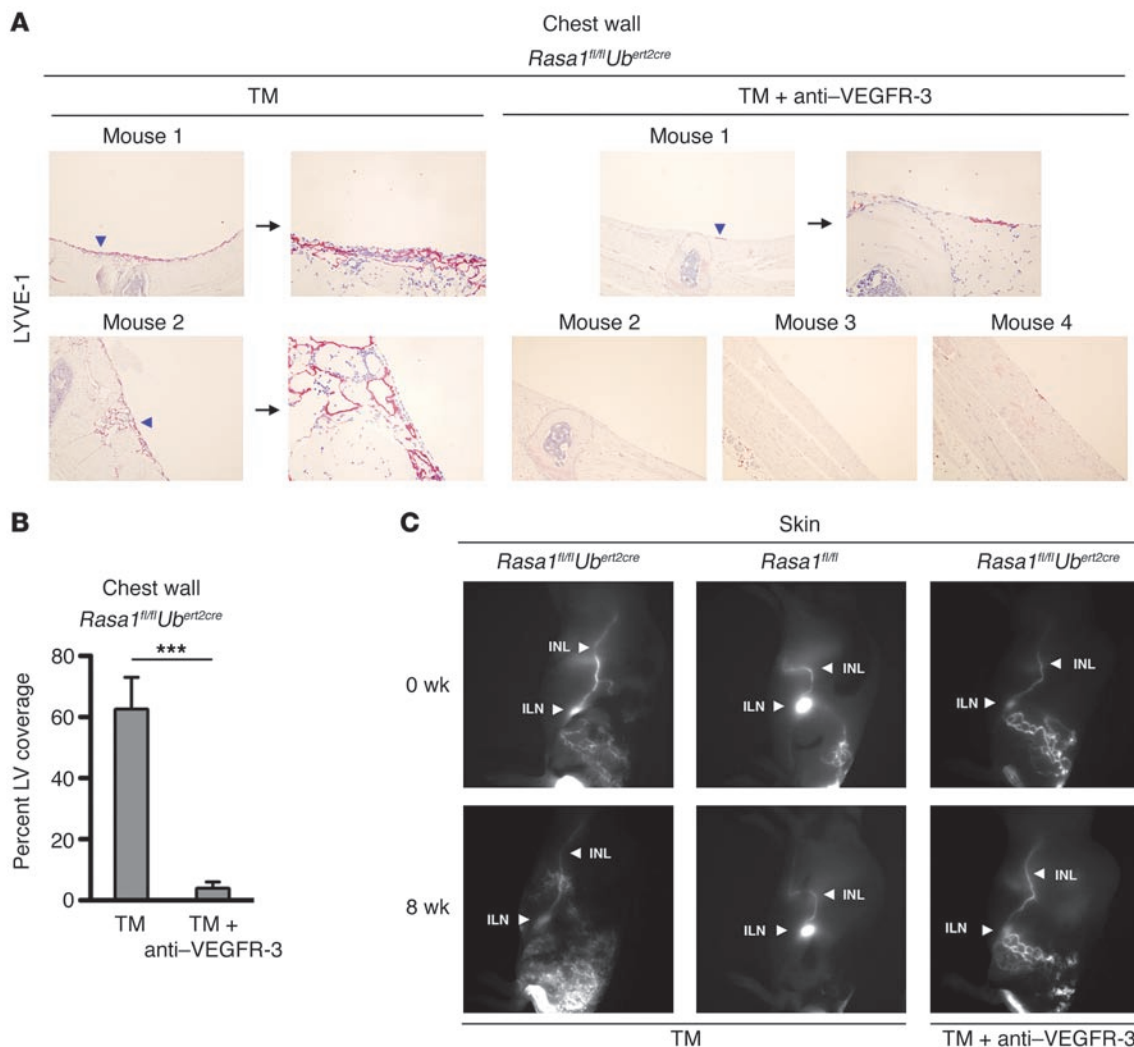 A
Chest wall
Rasa1fl/flUbert2cre
TM
TM + anti–VEGFR-3
Mouse 1
Mouse 1
LYVE-1
Mouse 2
Mouse 2
Mouse 3
Mouse 4
B
Chest wall
Rasa1fl/flUbert2cre
***
80
60
40
20
0
Percent LV coverage
TM
TM +
anti–VEGFR-3
C
Skin
Rasa1fl/flUbert2cre
Rasa1fl/fl
Rasa1fl/flUbert2cre
0 wk
INL
ILN
INL
ILN
INL
ILN
8 wk
INL
ILN
INL
ILN
INL
ILN
TM
TM + anti–VEGFR-3